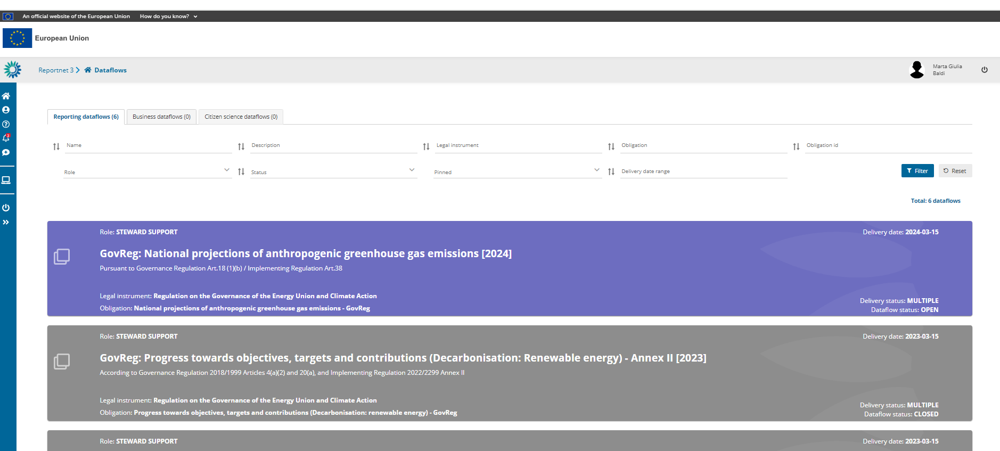 An official website of the European Union How do you know?
European Union
Reportnet 3 Dataflows
Marta Giulia
Baldi
2
Reporting dataflows (6) Business dataflows (0) Citizen science dataflows (0)
Name Description Legal instrument Obligation Obligation id
Role Status Pinned Delivery date range Filter Reset
Total: 6 dataflows
Role: STEWARD SUPPORT Delivery date: 2024-03-15
GovReg: National projections of anthropogenic greenhouse gas emissions [2024]
Pursuant to Governance Regulation Art.18 (1)(b) / Implementing Regulation Art.38
Legal instrument: Regulation on the Governance of the Energy Union and Climate Action
Delivery status: MULTIPLE
Obligation: National projections of anthropogenic greenhouse gas emissions - GovReg
Dataflow status: OPEN
Role: STEWARD SUPPORT Delivery date: 2023-03-15
GovReg: Progress towards objectives, targets and contributions (Decarbonisation: Renewable energy) - Annex II [2023]
According to Governance Regulation 2018/1999 Articles 4(a)(2) and 20(a), and Implementing Regulation 2022/2299 Annex II
Legal instrument: Regulation on the Governance of the Energy Union and Climate Action
Delivery status: MULTIPLE
Obligation: Progress towards objectives, targets and contributions (Decarbonisation: renewable energy) - GovReg
Dataflow status: CLOSED
Role: STEWARD SUPPORT Delivery date: 2023-03-15